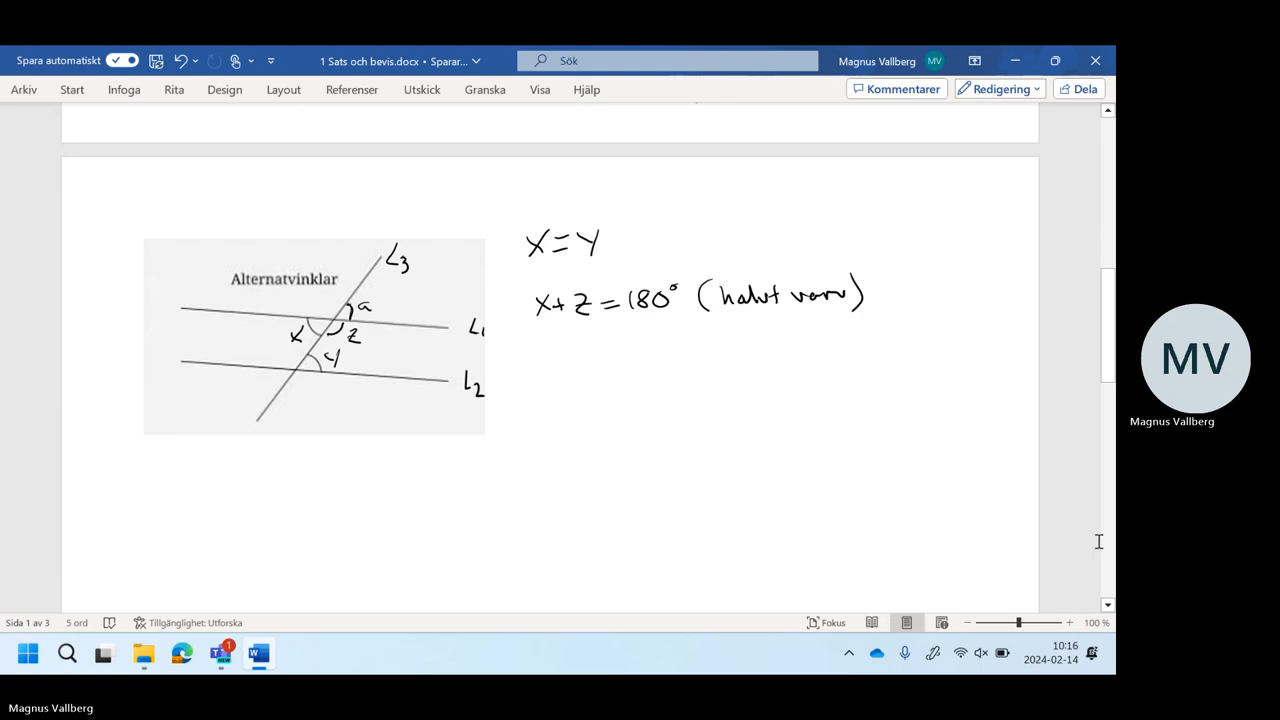 Spara automatiskt
1 Sats och bevis.docx • Sparar...
Sök
Magnus Vallberg
MV
Arkiv Start Infoga Rita Design Layout Referenser Utskick Granska Visa Hjälp
Kommentarer
Redigering
Dela
Alternatvinklar
L3
a
L1
x
z
y
L2
X=Y
x+z=180° (halvt varv)
MV
Magnus Vallberg
Sida 1 av 3
5 ord
Tillgänglighet: Utforska
Fokus
100 %
1
NEW
10:16
2024-02-14
Magnus Vallberg